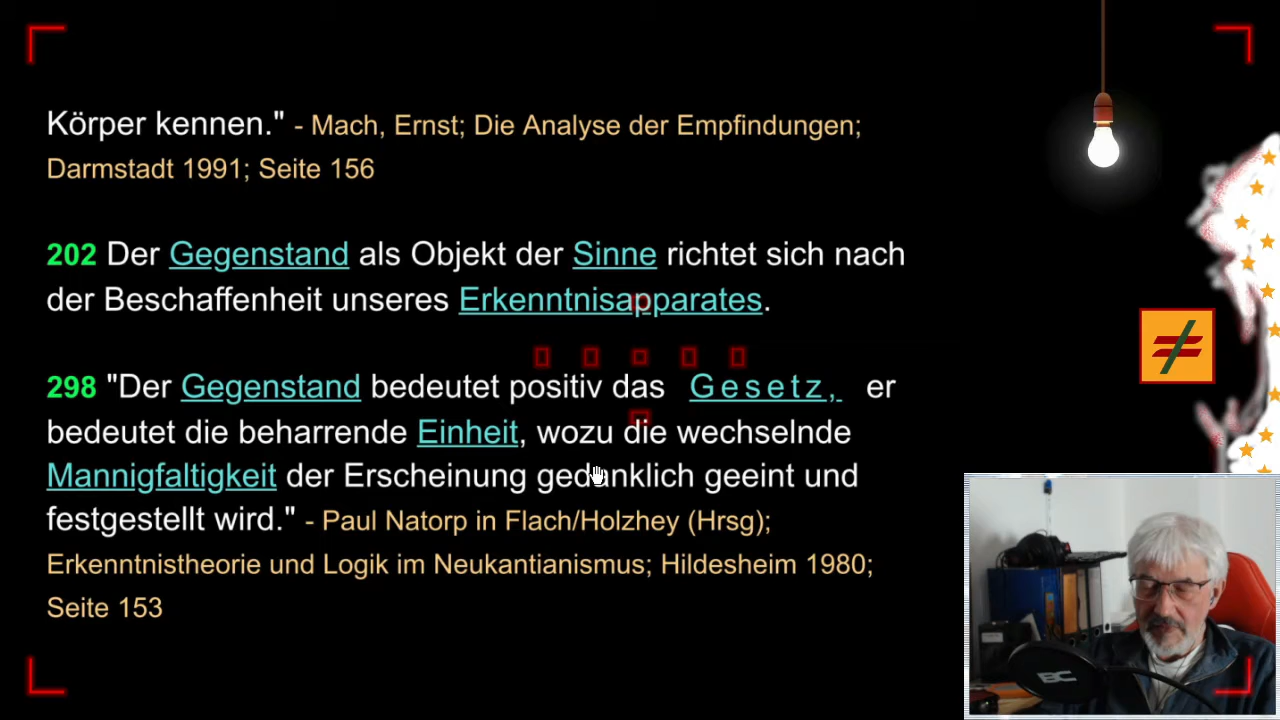 Körper kennen." - Mach, Ernst; Die Analyse der Empfindungen;
Darmstadt 1991; Seite 156
202 Der Gegenstand als Objekt der Sinne richtet sich nach
der Beschaffenheit unseres Erkenntnisapparates.
298 "Der Gegenstand bedeutet positiv das Gesetz, er
bedeutet die beharrende Einheit, wozu die wechselnde
Mannigfaltigkeit der Erscheinung gedanklich geeint und
festgestellt wird." - Paul Natorp in Flach/Holzhey (Hrsg);
Erkenntnistheorie und Logik im Neukantianismus; Hildesheim 1980;
Seite 153